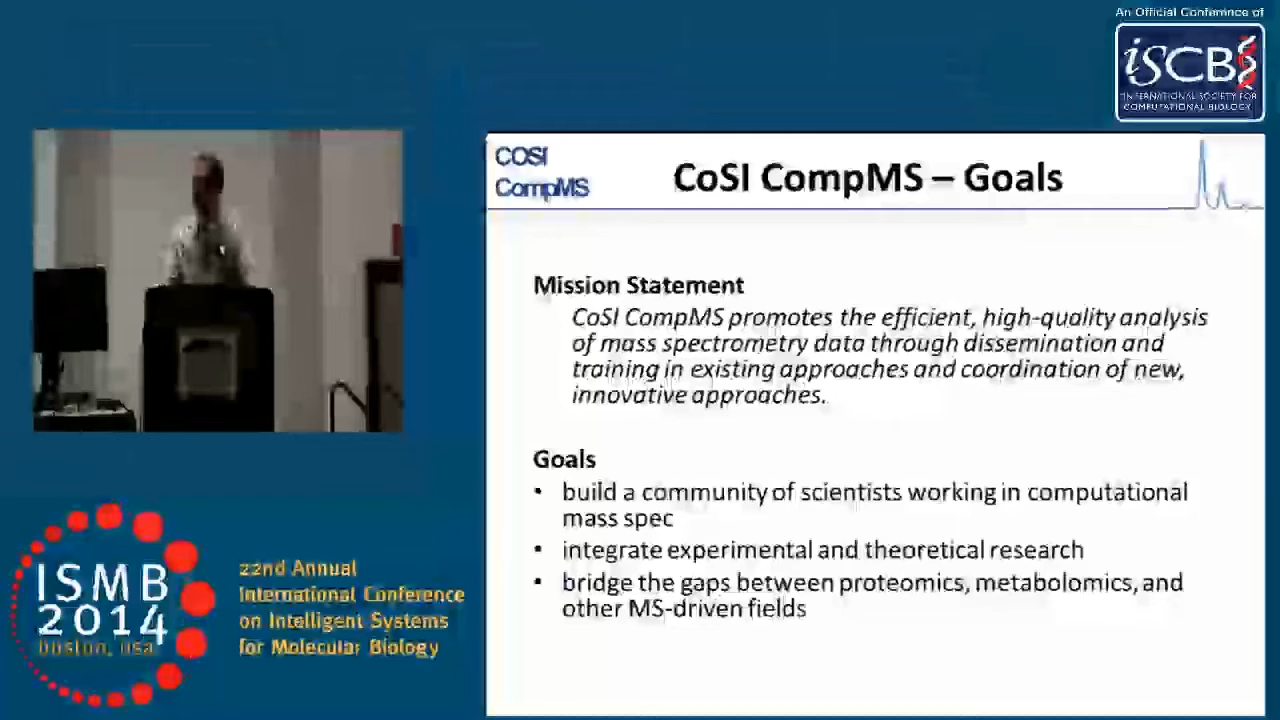 An Official Conference of
iSCB
INTERNATIONAL SOCIETY FOR
COMPUTATIONAL BIOLOGY
COSI
CompMS
CoSI CompMS – Goals
Mission Statement
CoSI CompMS promotes the efficient, high-quality analysis
of mass spectrometry data through dissemination and
training in existing approaches and coordination of new,
innovative approaches.
Goals
• build a community of scientists working in computational
mass spec
• integrate experimental and theoretical research
• bridge the gaps between proteomics, metabolomics, and
other MS-driven fields
ISMB
2014
boston, usa
22nd Annual
International Conference
on Intelligent Systems
for Molecular Biology